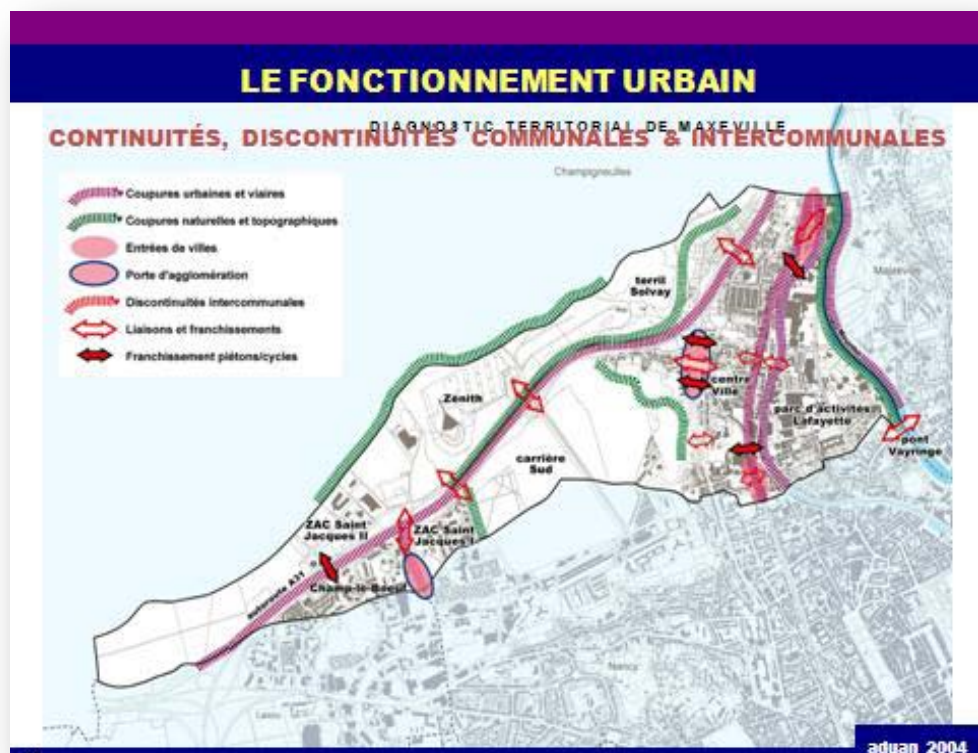 LE FONCTIONNEMENT URBAIN
DIAGNOSTIC TERRITORIAL DE MAXEVILLE
CONTINUITÉS, DISCONTINUITÉS COMMUNALES & INTERCOMMUNALES
Champigneulles
Coupures urbaines et viaires
Coupures naturelles et topographiques
Entrées de villes
Porte d'agglomération
Discontinuités intercommunales
Liaisons et franchissements
Franchissement piétons/cycles
terril
Solvay
Zénith
centre
Ville
parc d'activités
Lafayette
pont
Vayringe
carrière
Sud
ZAC Saint
Jacques II
ZAC Saint
Jacques I
Champ-le-Boeuf
autoroute A31
Nancy
Laxou
aduan 2004